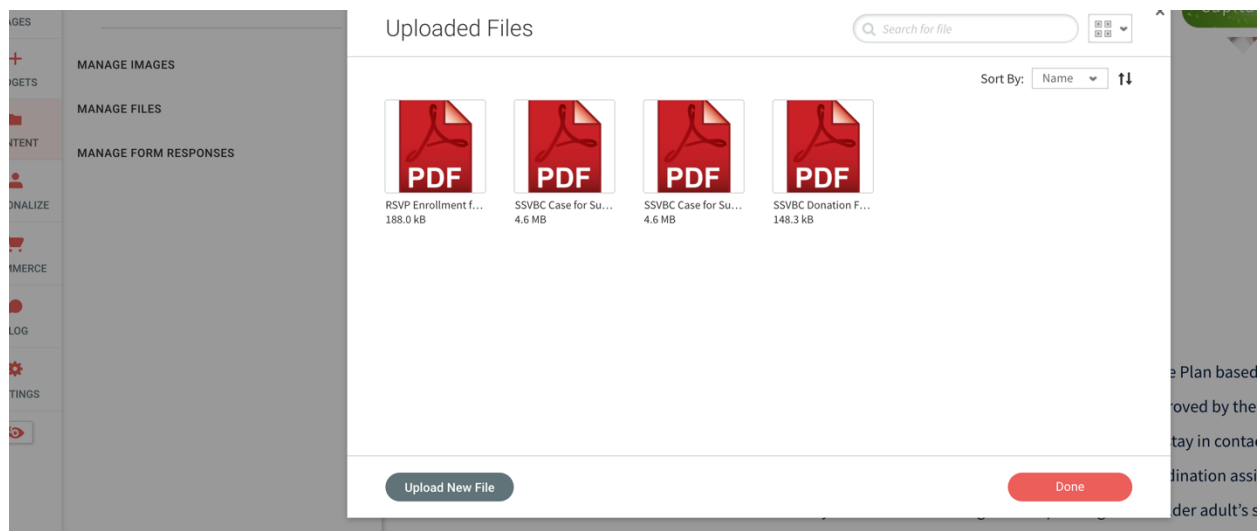 Uploaded Files
Search for file
Sort By: Name
MANAGE IMAGES
MANAGE FILES
MANAGE FORM RESPONSES
PDF
RSVP Enrollment f...
188.0 kB
PDF
SSVBC Case for Su...
4.6 MB
PDF
SSVBC Case for Su...
4.6 MB
PDF
SSVBC Donation F...
148.3 kB
Upload New File
Done
AGES
DGETS
NTENT
ONALIZE
MMERCE
LOG
TINGS
e Plan based
roved by the
tay in conta
dination assi
der adult's s